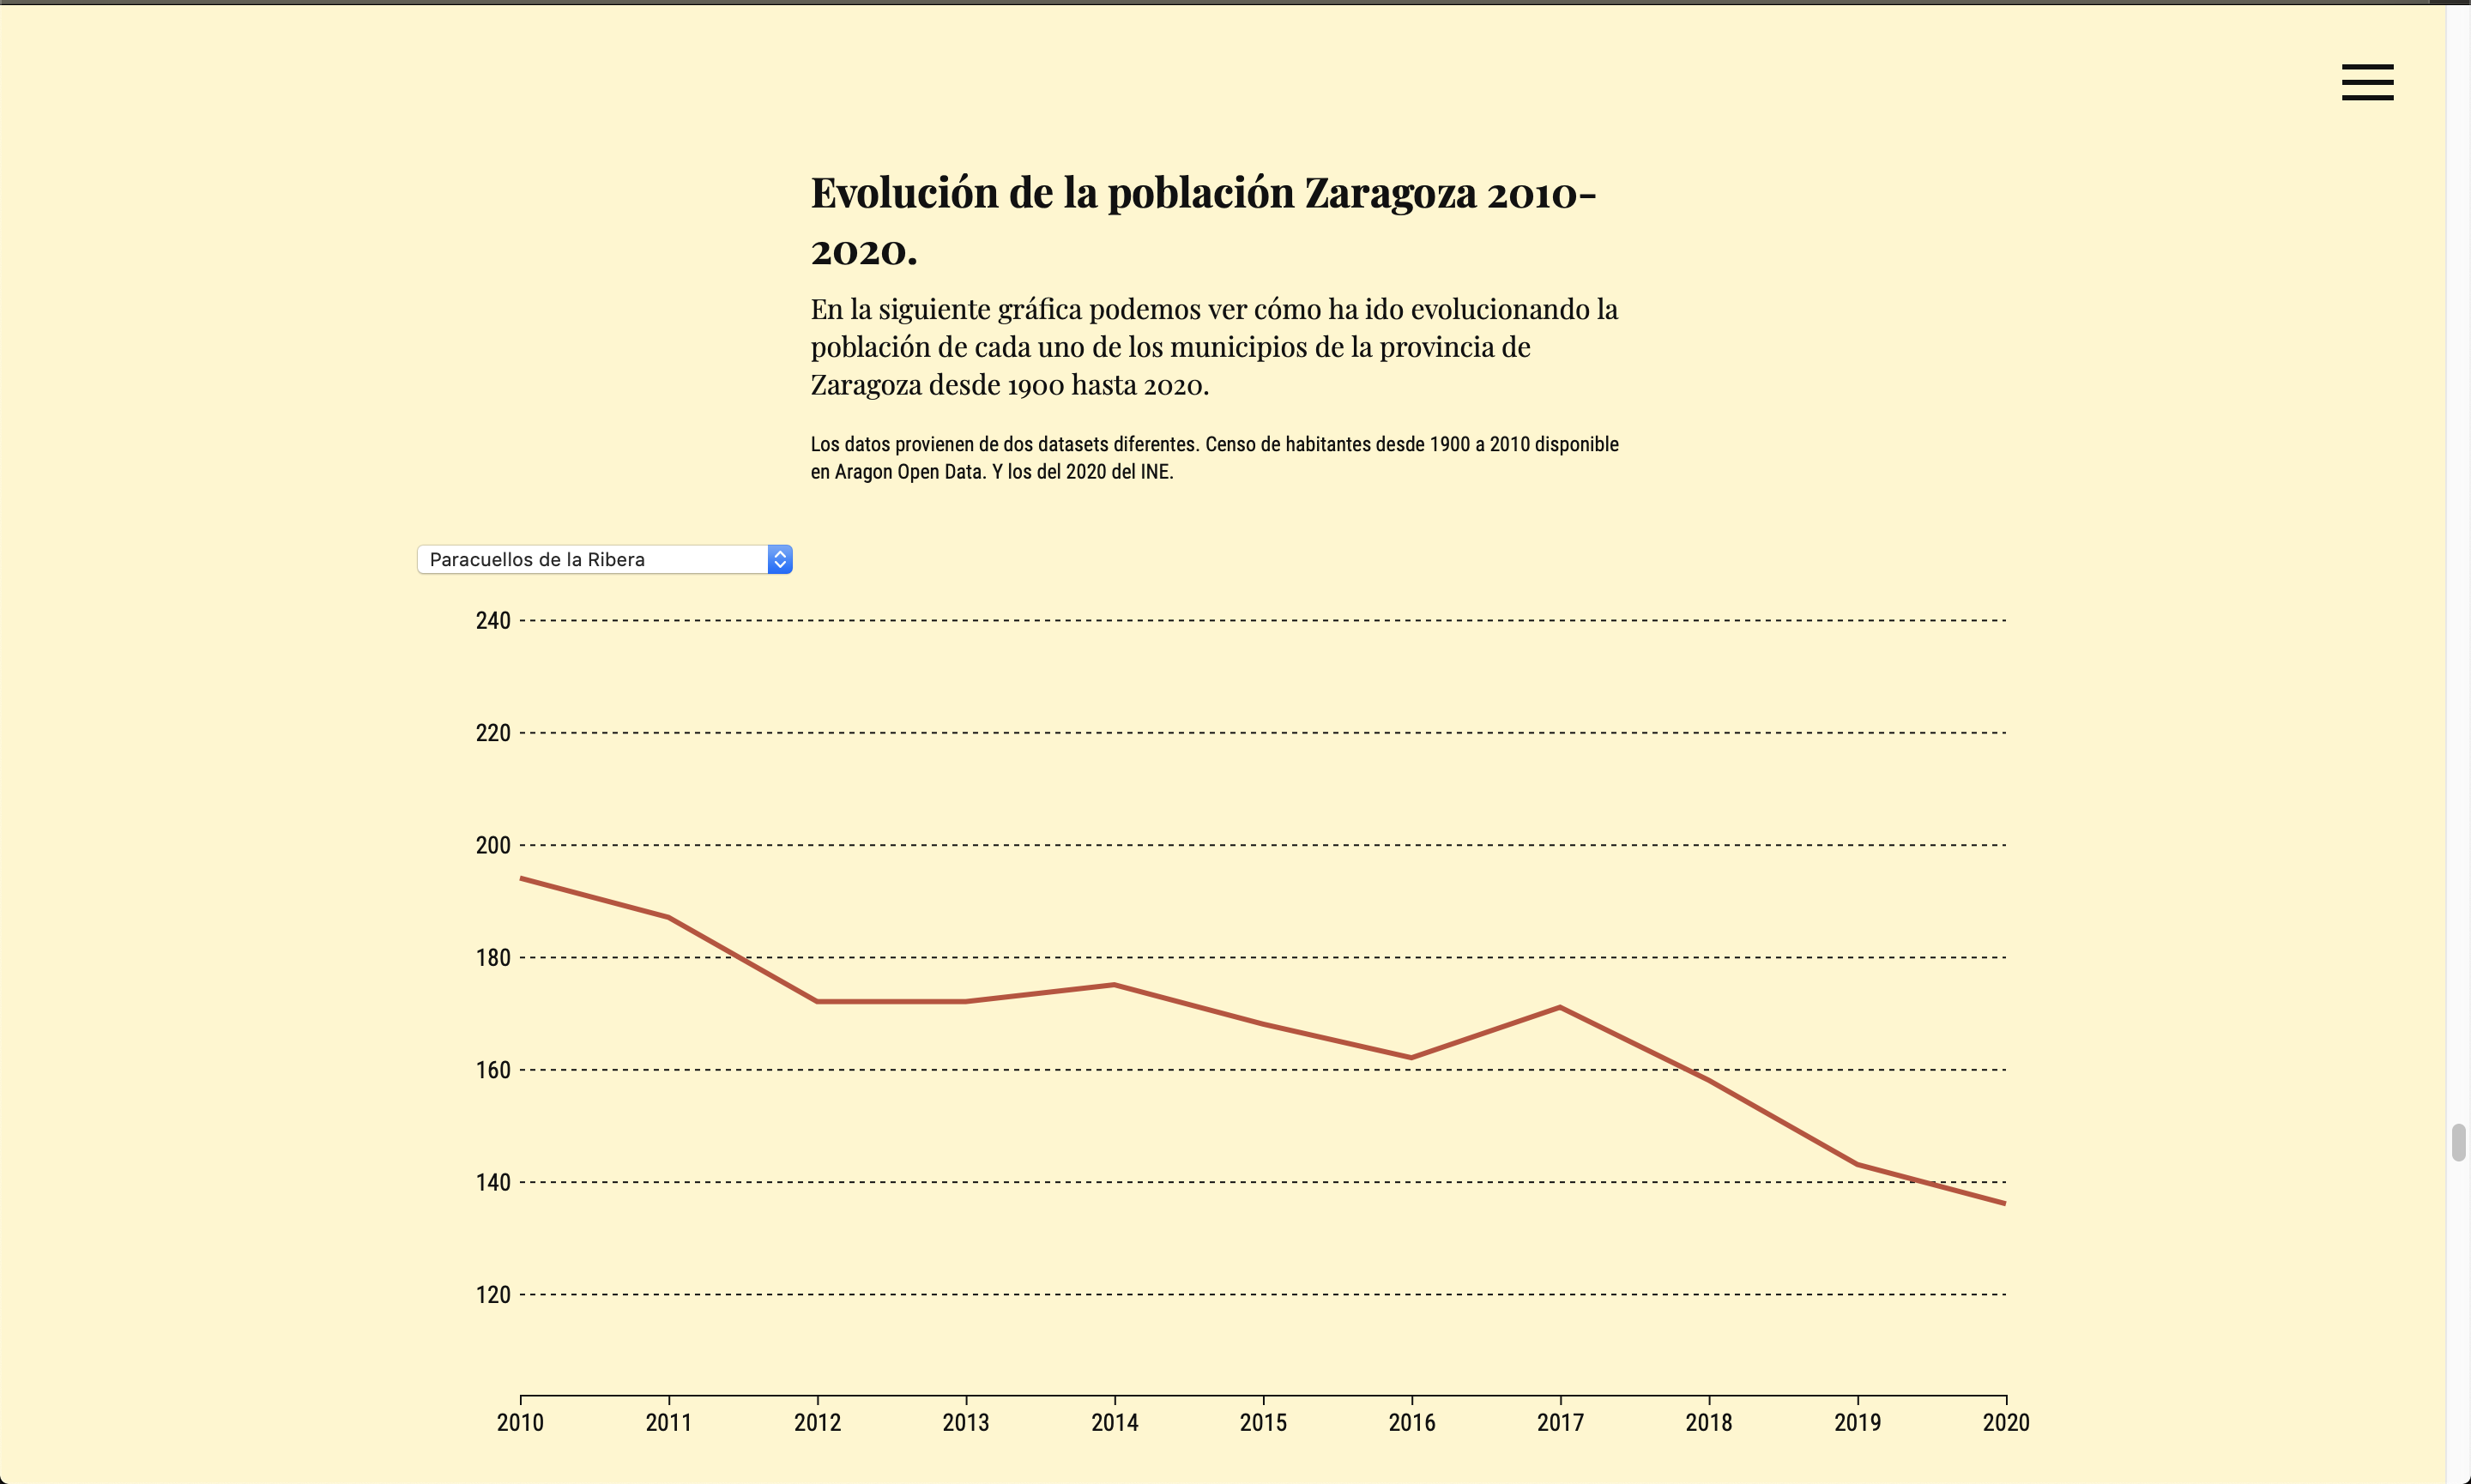 Evolución de la población Zaragoza 2010-
2020.
En la siguiente gráfica podemos ver cómo ha ido evolucionando la
población de cada uno de los municipios de la provincia de
Zaragoza desde 1900 hasta 2020.
Los datos provienen de dos datasets diferentes. Censo de habitantes desde 1900 a 2010 disponible
en Aragon Open Data. Y los del 2020 del INE.
Paracuellos de la Ribera
240
220
200
180
160
140
120
2010 2011 2012 2013 2014 2015 2016 2017 2018 2019 2020